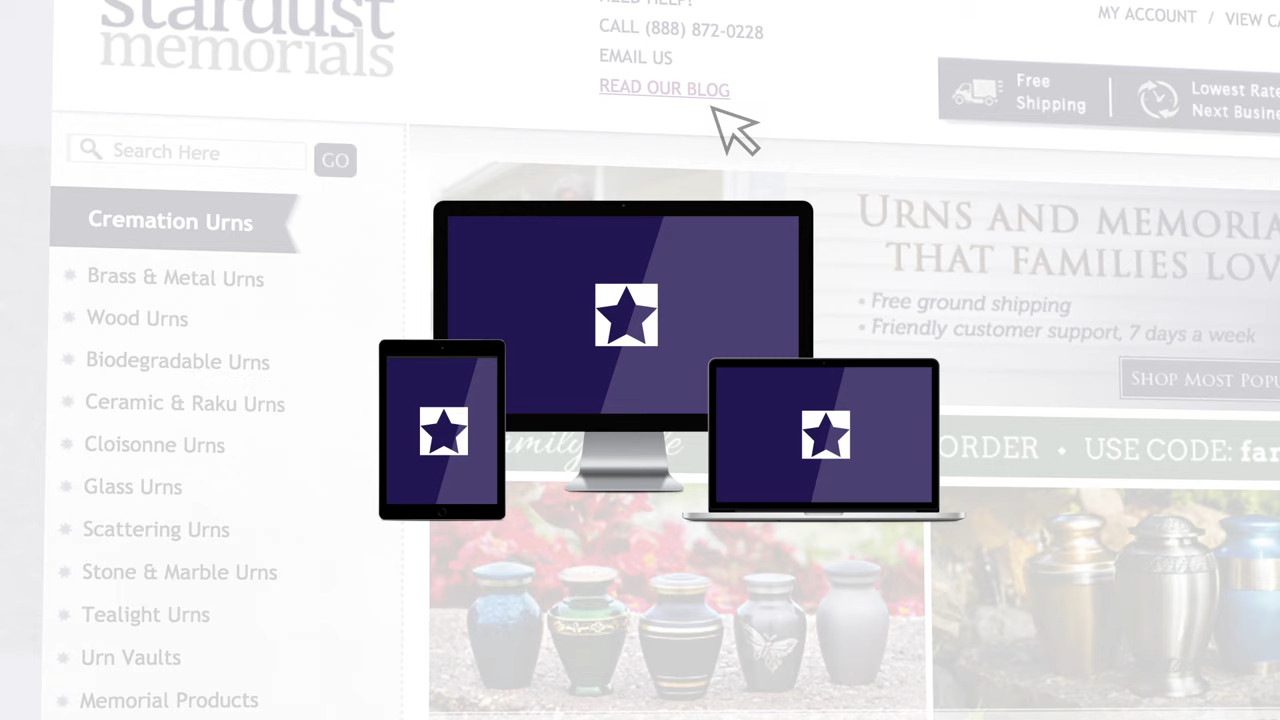 stardust
memorials
NEED HELP?
CALL (888) 872-0228
EMAIL US
READ OUR BLOG
MY ACCOUNT / VIEW
Free
Shipping
Lowest Rate
Next
Search Here
GO
Cremation Urns
Brass & Metal Urns
Wood Urns
Biodegradable Urns
Ceramic & Raku Urns
Cloisonne Urns
Glass Urns
Scattering Urns
Stone & Marble Urns
Tealight Urns
Urn Vaults
Memorial Products
URNS AND MEMORIA
THAT FAMILIES LOV
Free ground shipping
Friendly customer support, 7 days a week
SHOP MOST POPU
ORDER • USE CODE: fam